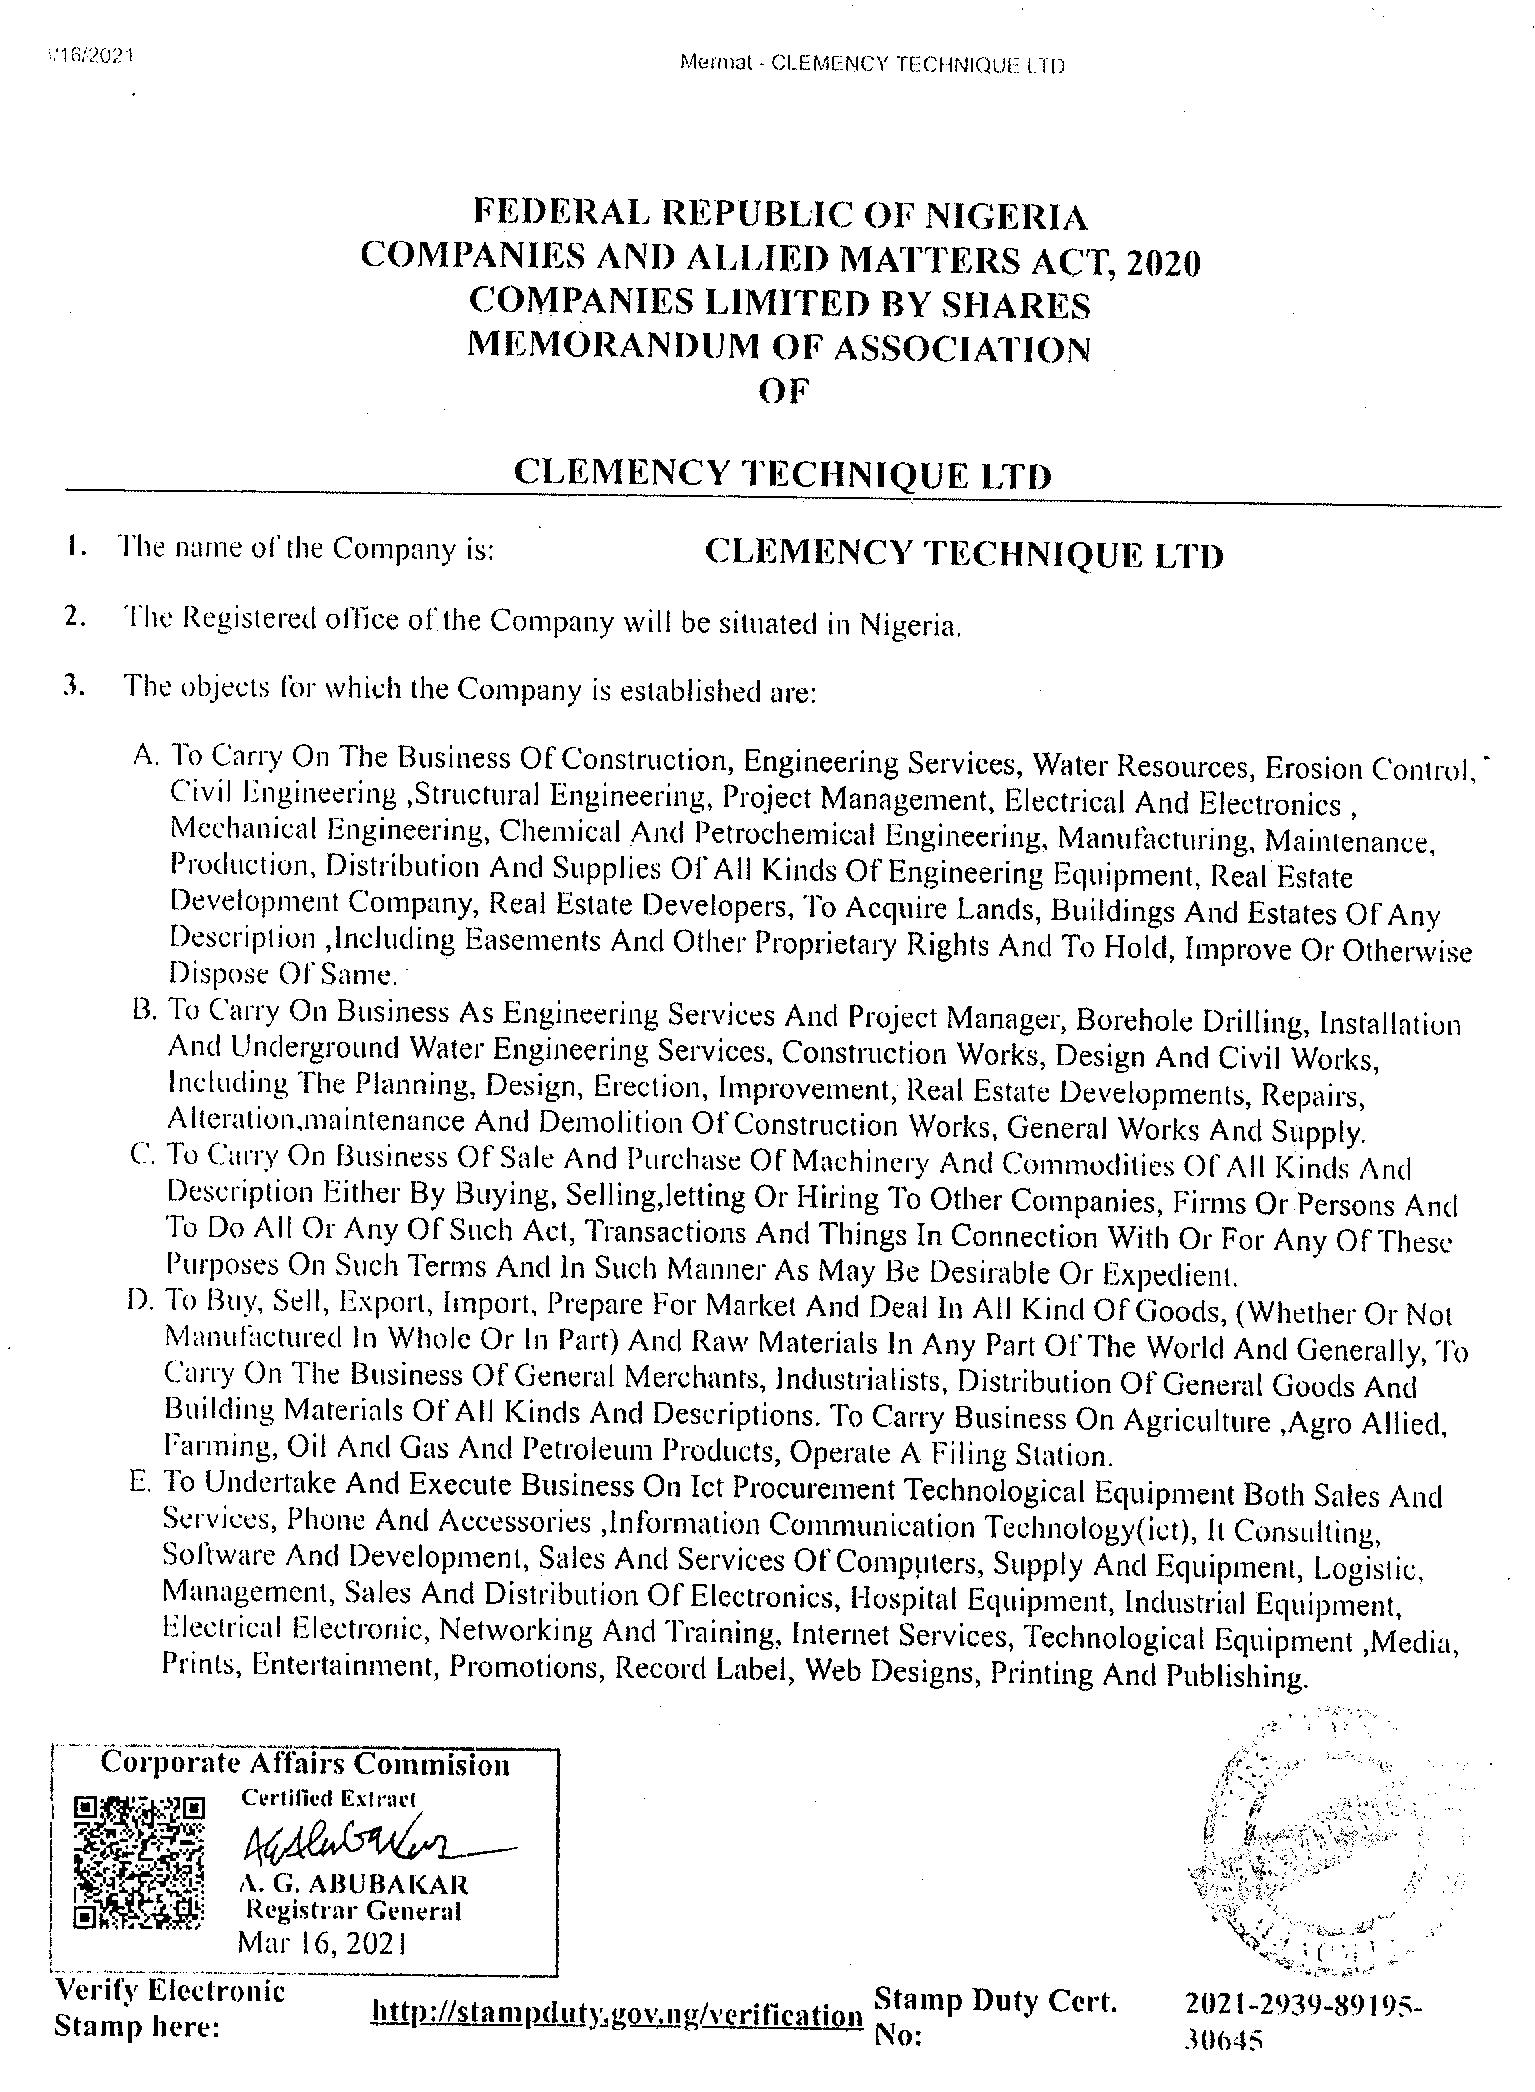 /16/2021
Mermat - CLEMENCY TECHNIQUE LTD
FEDERAL REPUBLIC OF NIGERIA
COMPANIES AND ALLIED MATTERS ACT, 2020
COMPANIES LIMITED BY SHARES
MEMORANDUM OF ASSOCIATION
OF
CLEMENCY TECHNIQUE LTD
1. The name of the Company is: CLEMENCY TECHNIQUE LTD
2. The Registered office of the Company will be situated in Nigeria.
3. The objects for which the Company is established are:
A. To Carry On The Business Of Construction, Engineering Services, Water Resources, Erosion Control,
Civil Engineering ,Structural Engineering, Project Management, Electrical And Electronics ,
Mechanical Engineering, Chemical And Petrochemical Engineering, Manufacturing, Maintenance,
Production, Distribution And Supplies Of All Kinds Of Engineering Equipment, Real Estate
Development Company, Real Estate Developers, To Acquire Lands, Buildings And Estates Of Any
Description ,Including Easements And Other Proprietary Rights And To Hold, Improve Or Otherwise
Dispose Of Same.
B. To Carry On Business As Engineering Services And Project Manager, Borehole Drilling, Installation
And Underground Water Engineering Services, Construction Works, Design And Civil Works,
Including The Planning, Design, Erection, Improvement, Real Estate Developments, Repairs,
Alteration,maintenance And Demolition Of Construction Works, General Works And Supply.
C. To Carry On Business Of Sale And Purchase Of Machinery And Commodities Of All Kinds And
Description Either By Buying, Selling,letting Or Hiring To Other Companies, Firms Or Persons And
To Do All Or Any Of Such Act, Transactions And Things In Connection With Or For Any Of These
Purposes On Such Terms And In Such Manner As May Be Desirable Or Expedient.
D. To Buy, Sell, Export, Import, Prepare For Market And Deal In All Kind Of Goods, (Whether Or Not
Manufactured In Whole Or In Part) And Raw Materials In Any Part Of The World And Generally, To
Carry On The Business Of General Merchants, Industrialists, Distribution Of General Goods And
Building Materials Of All Kinds And Descriptions. To Carry Business On Agriculture ,Agro Allied,
Farming, Oil And Gas And Petroleum Products, Operate A Filing Station.
E. To Undertake And Execute Business On Ict Procurement Technological Equipment Both Sales And
Services, Phone And Accessories ,Information Communication Technology(ict), It Consulting,
Software And Development, Sales And Services Of Computers, Supply And Equipment, Logistic,
Management, Sales And Distribution Of Electronics, Hospital Equipment, Industrial Equipment,
Electrical Electronic, Networking And Training, Internet Services, Technological Equipment ,Media,
Prints, Entertainment, Promotions, Record Label, Web Designs, Printing And Publishing.
Corporate Affairs Commision
Certified Extract
A. G. ABUBAKAR
Registrar General
Mar 16, 2021
Verify Electronic
Stamp here:
http://stampduty.gov.ng/verification
Stamp Duty Cert.
No:
2021-2939-89195-
30645